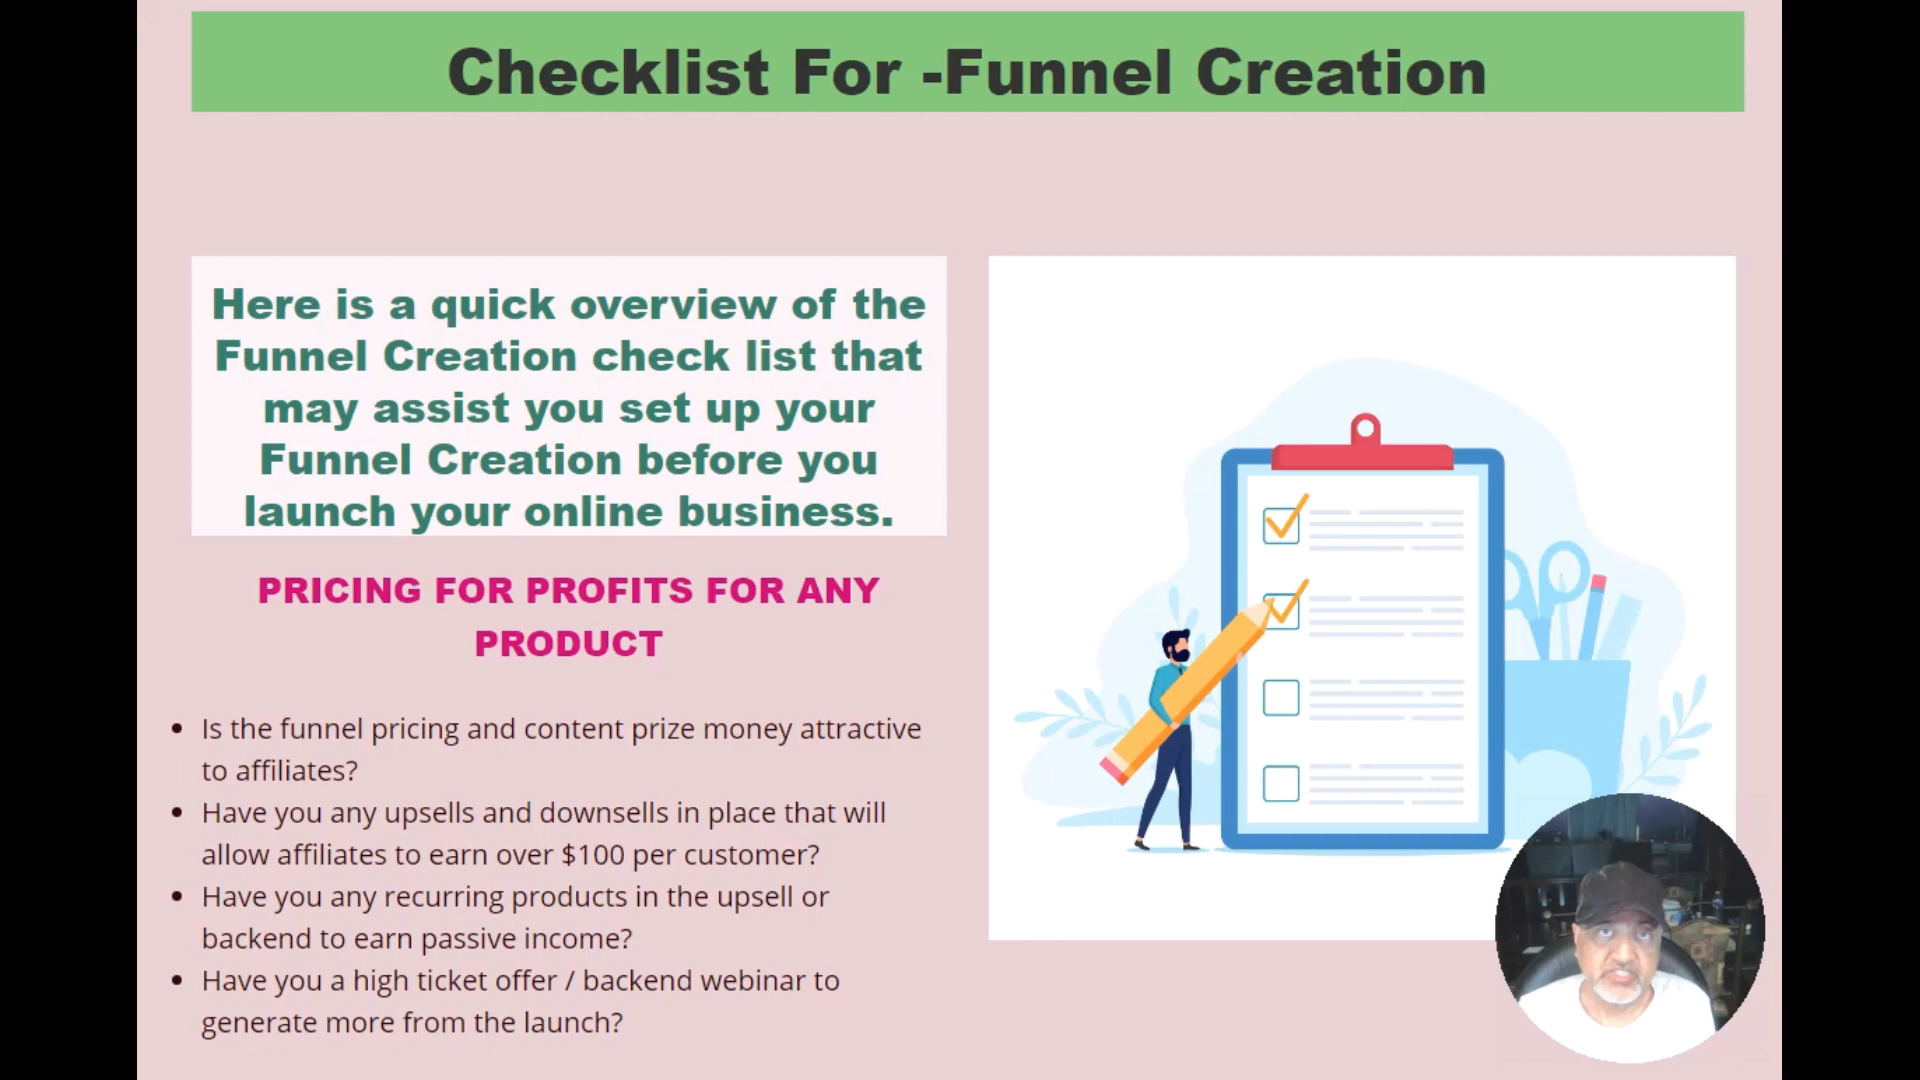 Checklist For -Funnel Creation
Here is a quick overview of the
Funnel Creation check list that
may assist you set up your
Funnel Creation before you
launch your online business.
PRICING FOR PROFITS FOR ANY
PRODUCT
• Is the funnel pricing and content prize money attractive
to affiliates?
• Have you any upsells and downsells in place that will
allow affiliates to earn over $100 per customer?
• Have you any recurring products in the upsell or
backend to earn passive income?
• Have you a high ticket offer / backend webinar to
generate more from the launch?